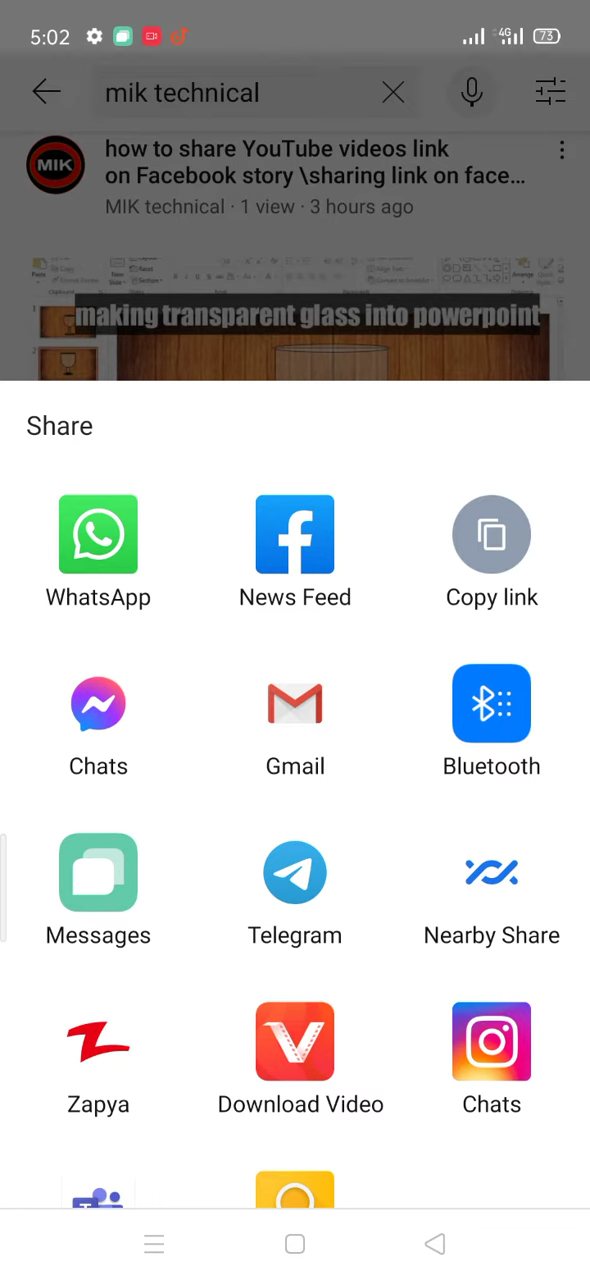 5:02
4G
73
mik technical
MIK
how to share YouTube videos link
on Facebook story \sharing link on face...
MIK technical · 1 view · 3 hours ago
making transparent glass into powerpoint
Share
WhatsApp
News Feed
Copy link
Chats
Gmail
Bluetooth
Messages
Telegram
Nearby Share
Zapya
Download Video
Chats